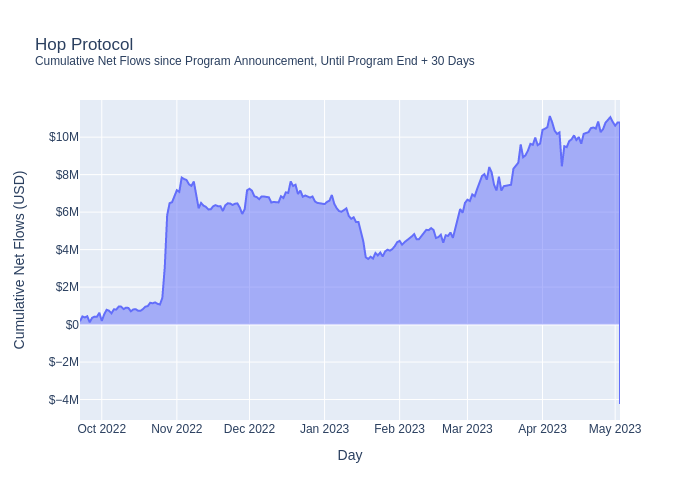 Hop Protocol
Cumulative Net Flows since Program Announcement, Until Program End + 30 Days
Cumulative Net Flows (USD)
$10M
$8M
$6M
$4M
$2M
$0
$−2M
$−4M
Oct 2022 Nov 2022 Dec 2022 Jan 2023 Feb 2023 Mar 2023 Apr 2023 May 2023
Day